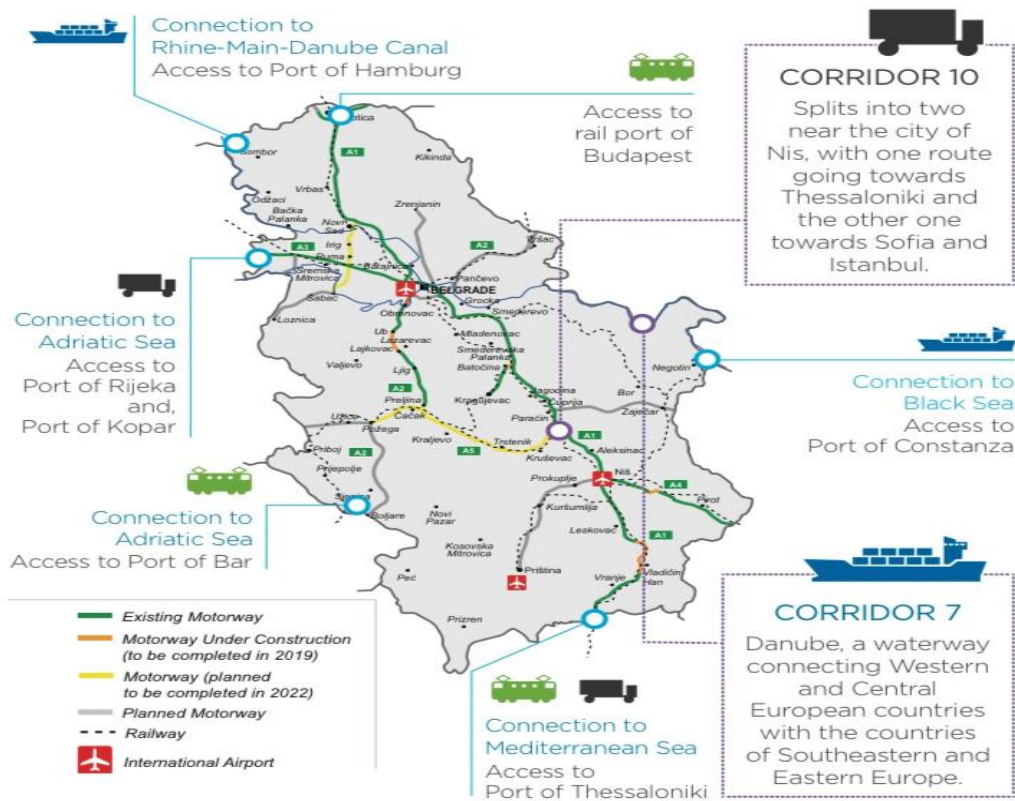 Connection to
Rhine-Main-Danube Canal
Access to Port of Hamburg
Access to
rail port of
Budapest
CORRIDOR 10
Splits into two
near the city of
Nis, with one route
going towards
Thessaloniki and
the other one
towards Sofia and
Istanbul.
Connection to
Adriatic Sea
Access to
Port of Rijeka
and,
Port of Kopar
Connection to
Black Sea
Access to
Port of Constanza
Connection to
Adriatic Sea
Access to Port of Bar
A1
Kikinda
Vrbas
Odzaci
Bačka
Palanka
Zrenjanin
Novi
Sad
A3
Irig
Ruma
A2
Sremska
Mitrovica
Batajnica
Pančevo
BELGRADE
Šabac
Grocka
Obrenovac
Smederevo
Loznica
Ub
Lazarevac
Mladenovac
Lajkovac
Smederevska
Palanka
Valjevo
Batočina
Negotin
Ljig
Jagodina
Bor
A2
Ćuprija
Kragujevac
Preljina
Paraćin
Zaječar
Užice
Čačak
Požega
Kraljevo
Trstenik
A1
Aleksinac
Priboj
A2
A5
Kruševac
Prijepolje
Niš
Prokuplje
A4
Pirot
Boljare
Novi
Pazar
Kuršumlija
Leskovac
A1
Kosovska
Mitrovica
Vladičin
Han
Peć
Priština
Vranje
Prizren
Existing Motorway
Motorway Under Construction
(to be completed in 2019)
Motorway (planned
to be completed in 2022)
Planned Motorway
Railway
International Airport
Connection to
Mediterranean Sea
Access to
Port of Thessaloniki
CORRIDOR 7
Danube, a waterway
connecting Western
and Central
European countries
with the countries
of Southeastern and
Eastern Europe.